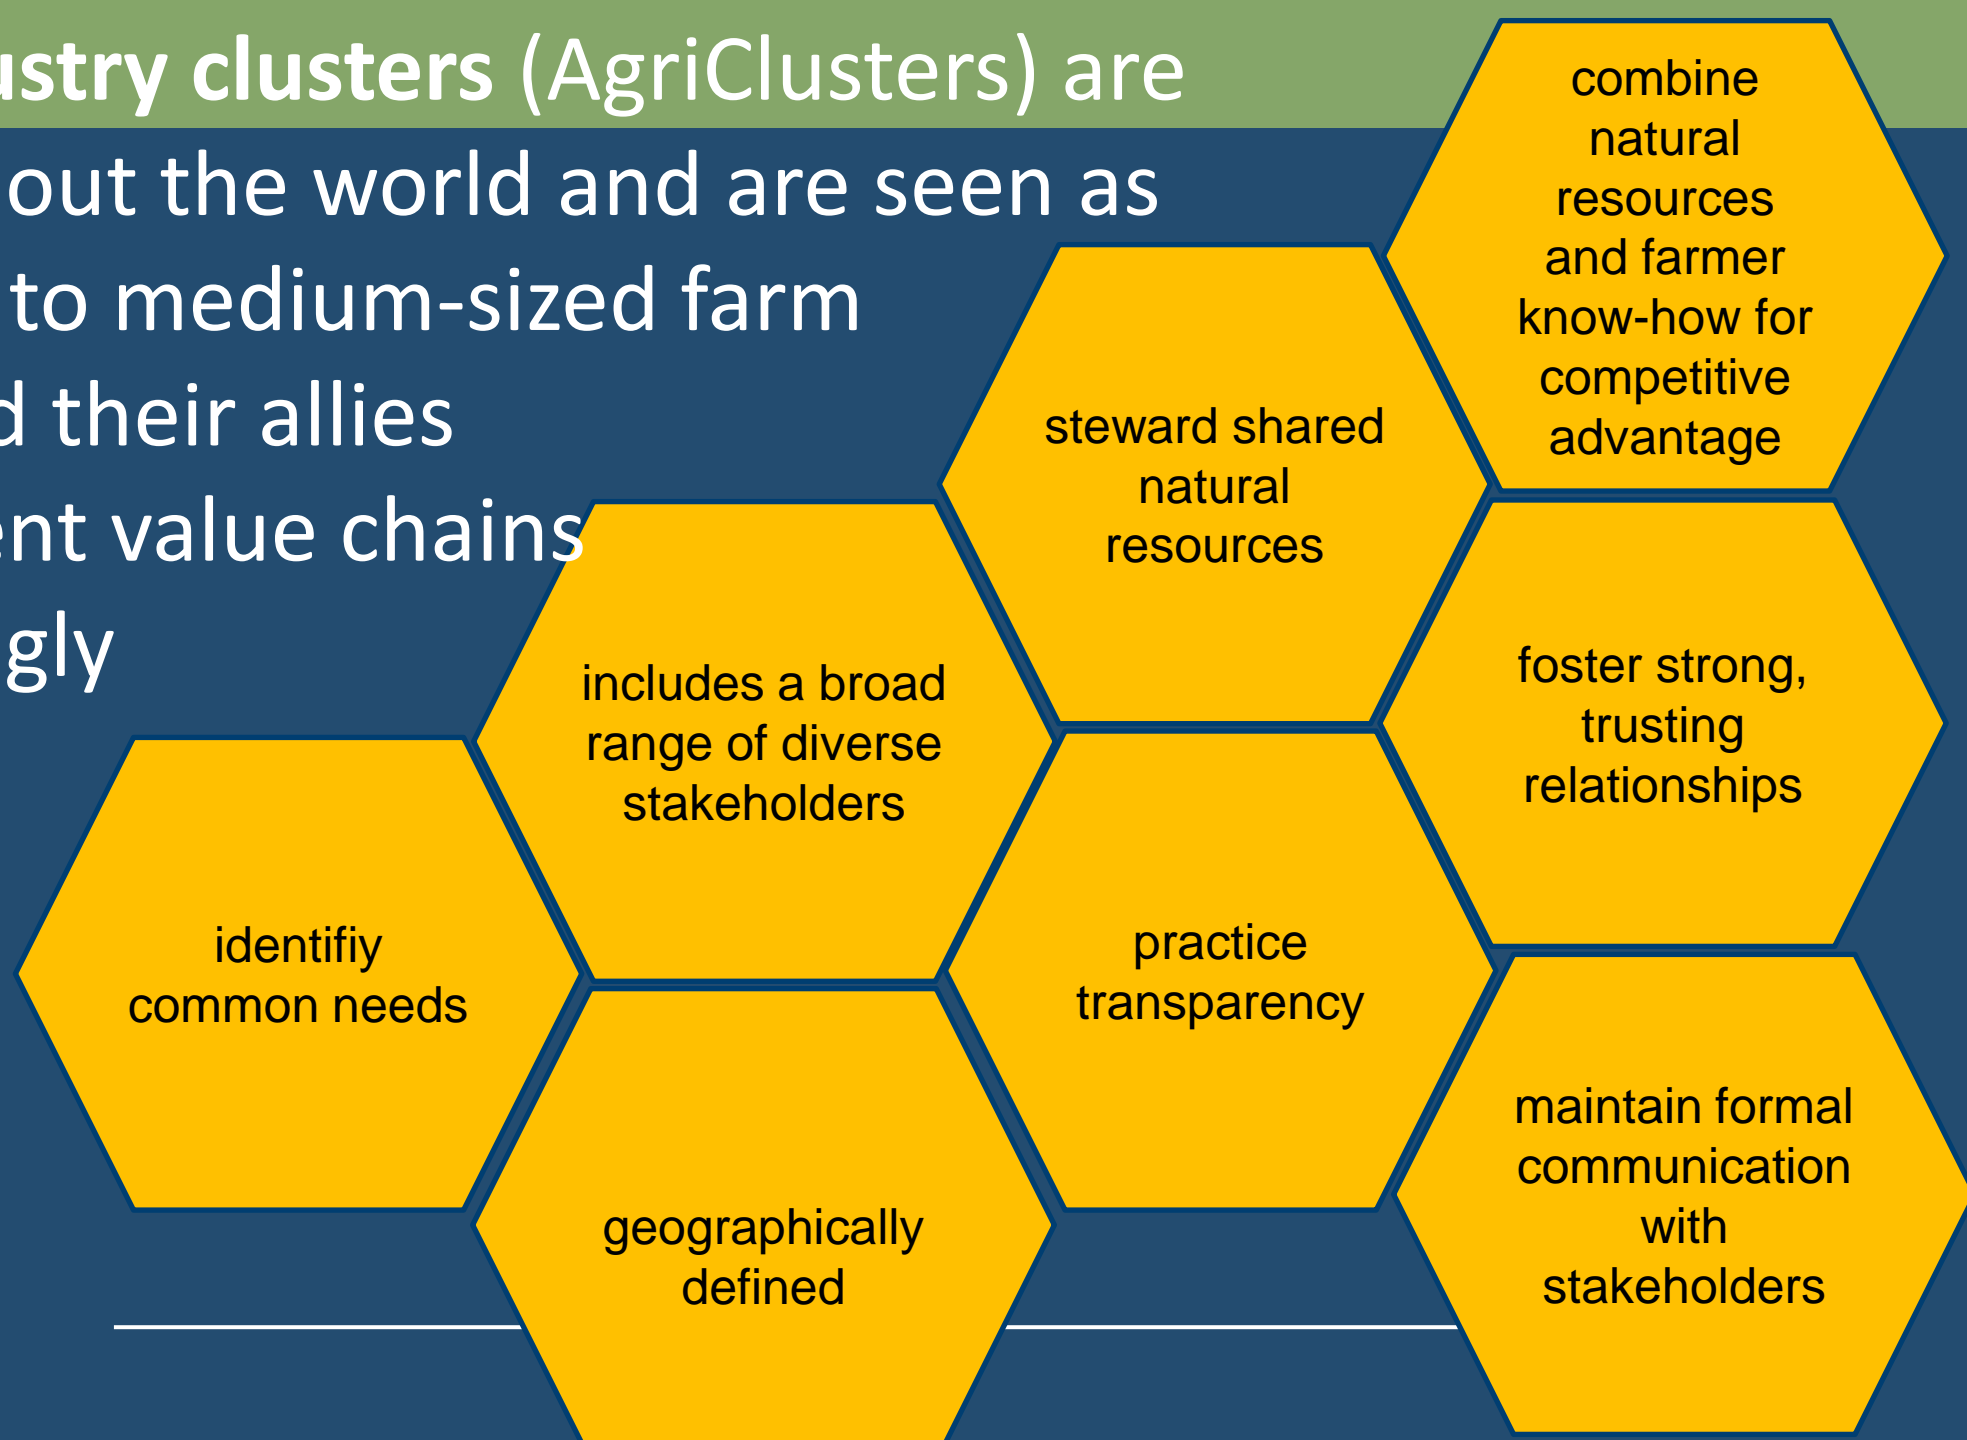 ustry clusters (AgriClusters) are
out the world and are seen as
to medium-sized farm
d their allies
ent value chains
gly
combine
natural
resources
and farmer
know-how for
competitive
advantage
steward shared
natural
resources
foster strong,
trusting
relationships
includes a broad
range of diverse
stakeholders
practice
transparency
identifiy
common needs
maintain formal
communication
with
stakeholders
geographically
defined